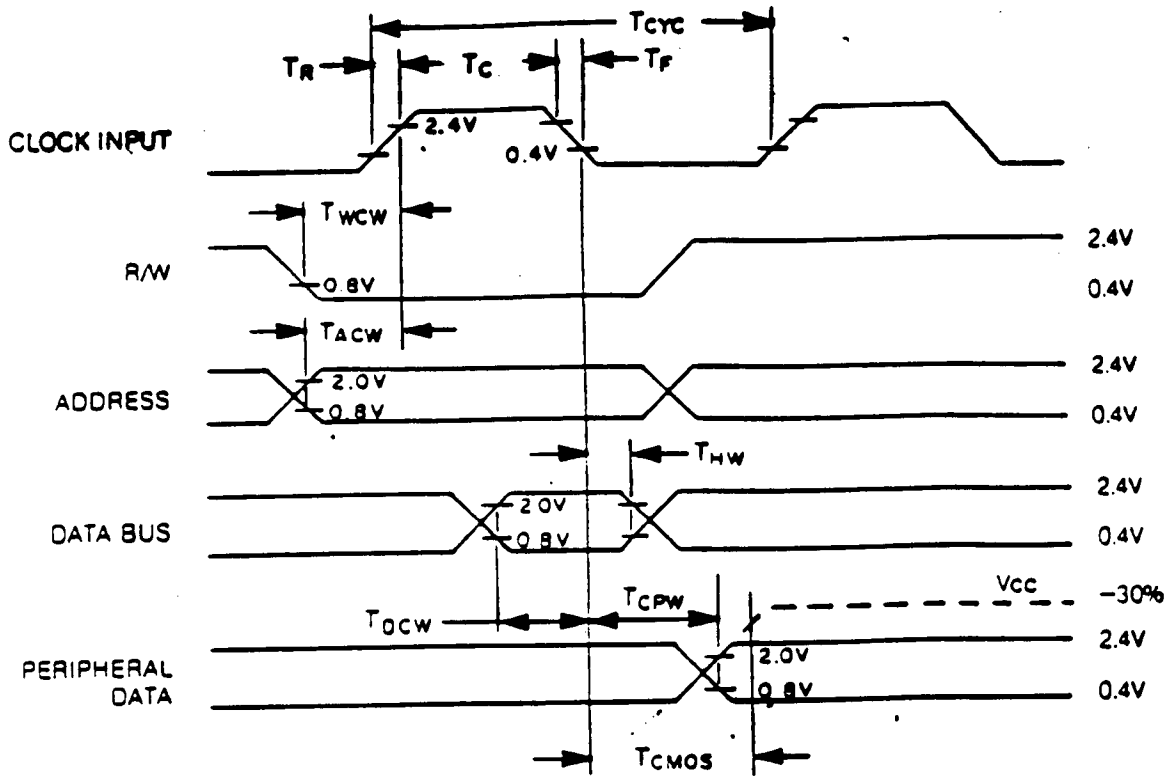 TCYC
TR TC TF
CLOCK INPUT
2.4V
0.4V
TWCW
R/W
0.8V
2.4V
0.4V
TACW
ADDRESS
2.0V
0.8V
2.4V
0.4V
THW
DATA BUS
2.0V
0.8V
2.4V
0.4V
TDCW
TCPW
VCC -30%
PERIPHERAL
DATA
2.0V
0.8V
2.4V
0.4V
TCMOS